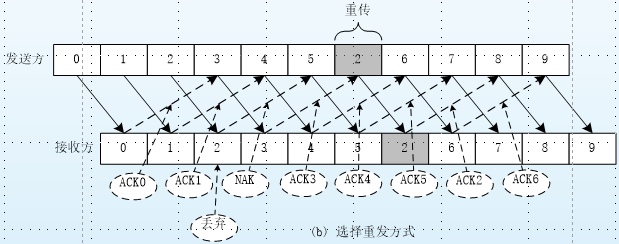 重传
发送方 0 1 2 3 4 5 2 6 7 8 9
接收方 0 1 2 3 4 5 2 6 7 8 9
ACK0 ACK1 NAK ACK3 ACK4 ACK5 ACK2 ACK6
丢弃
(b) 选择重发方式